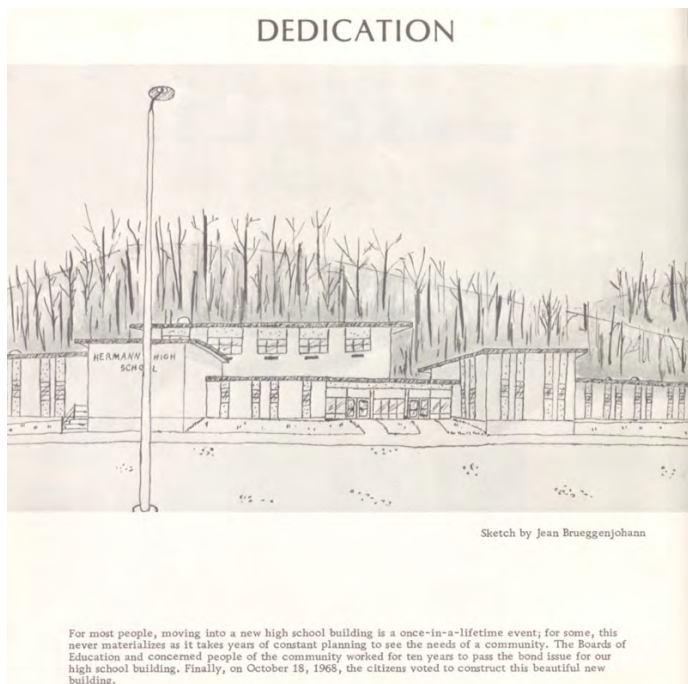 DEDICATION
HERMANN HIGH
SCHOOL
Sketch by Jean Brueggenjohann
For most people, moving into a new high school building is a once-in-a-lifetime event; for some, this
never materializes as it takes years of constant planning to see the needs of a community. The Boards of
Education and concerned people of the community worked for ten years to pass the bond issue for our
high school building. Finally, on October 18, 1968, the citizens voted to construct this beautiful new
building.